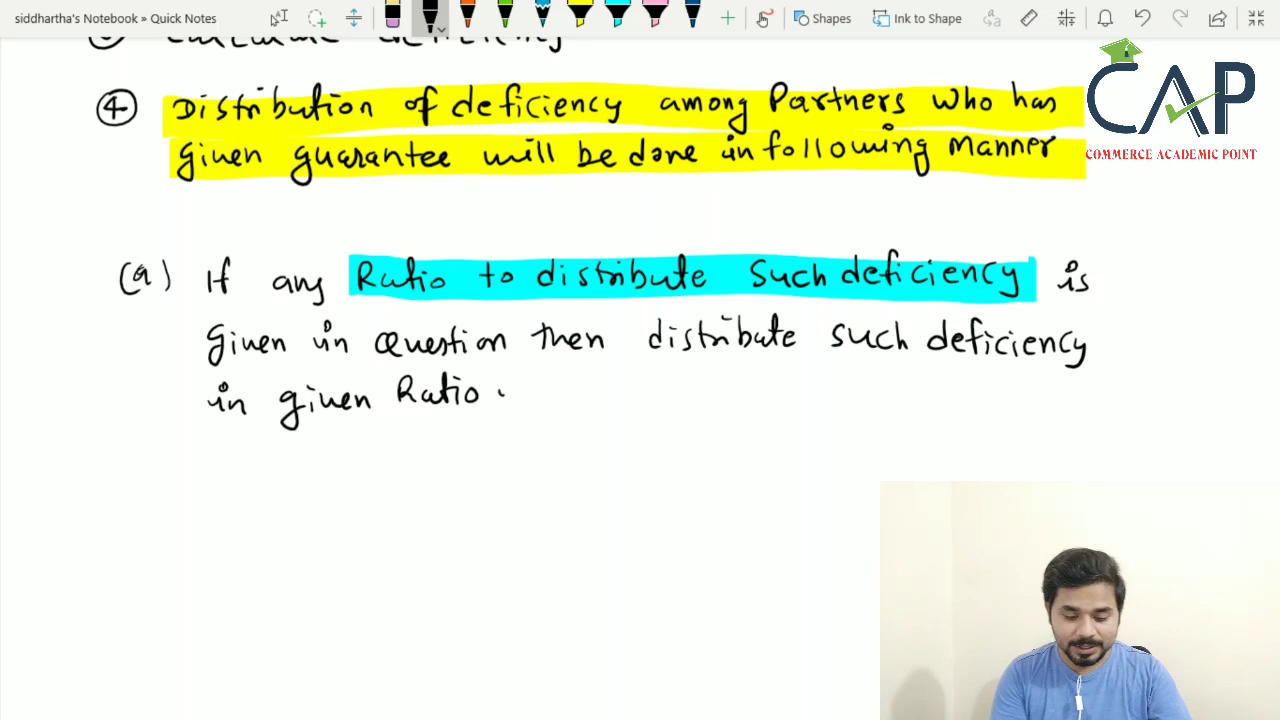 siddhartha's Notebook » Quick Notes
Shapes
Ink to Shape
④ Distribution of deficiency among Partners who has
given guarantee will be done in following manner
CAP
COMMERCE ACADEMIC POINT
(a) If any Ratio to distribute such deficiency is
given in question then distribute such deficiency
in given Ratio.